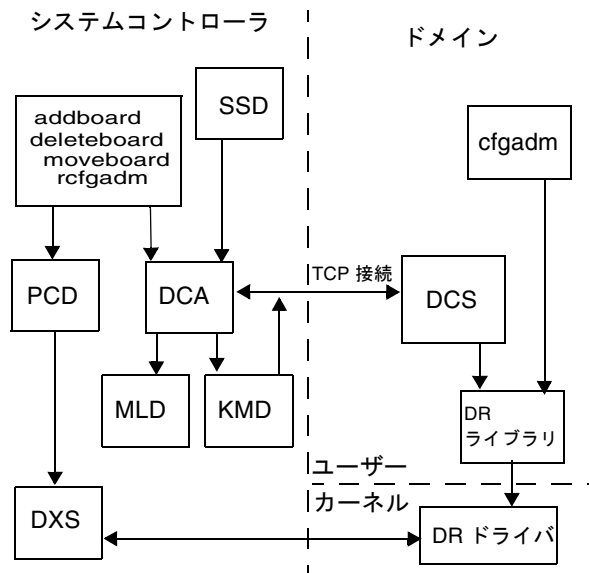 システムコントローラ
ドメイン
addboard
deleteboard
moveboard
rcfgadm
SSD
cfgadm
PCD
DCA
TCP 接続
DCS
MLD
KMD
DR
ライブラリ
ユーザー
カーネル
DXS
DR ドライバ